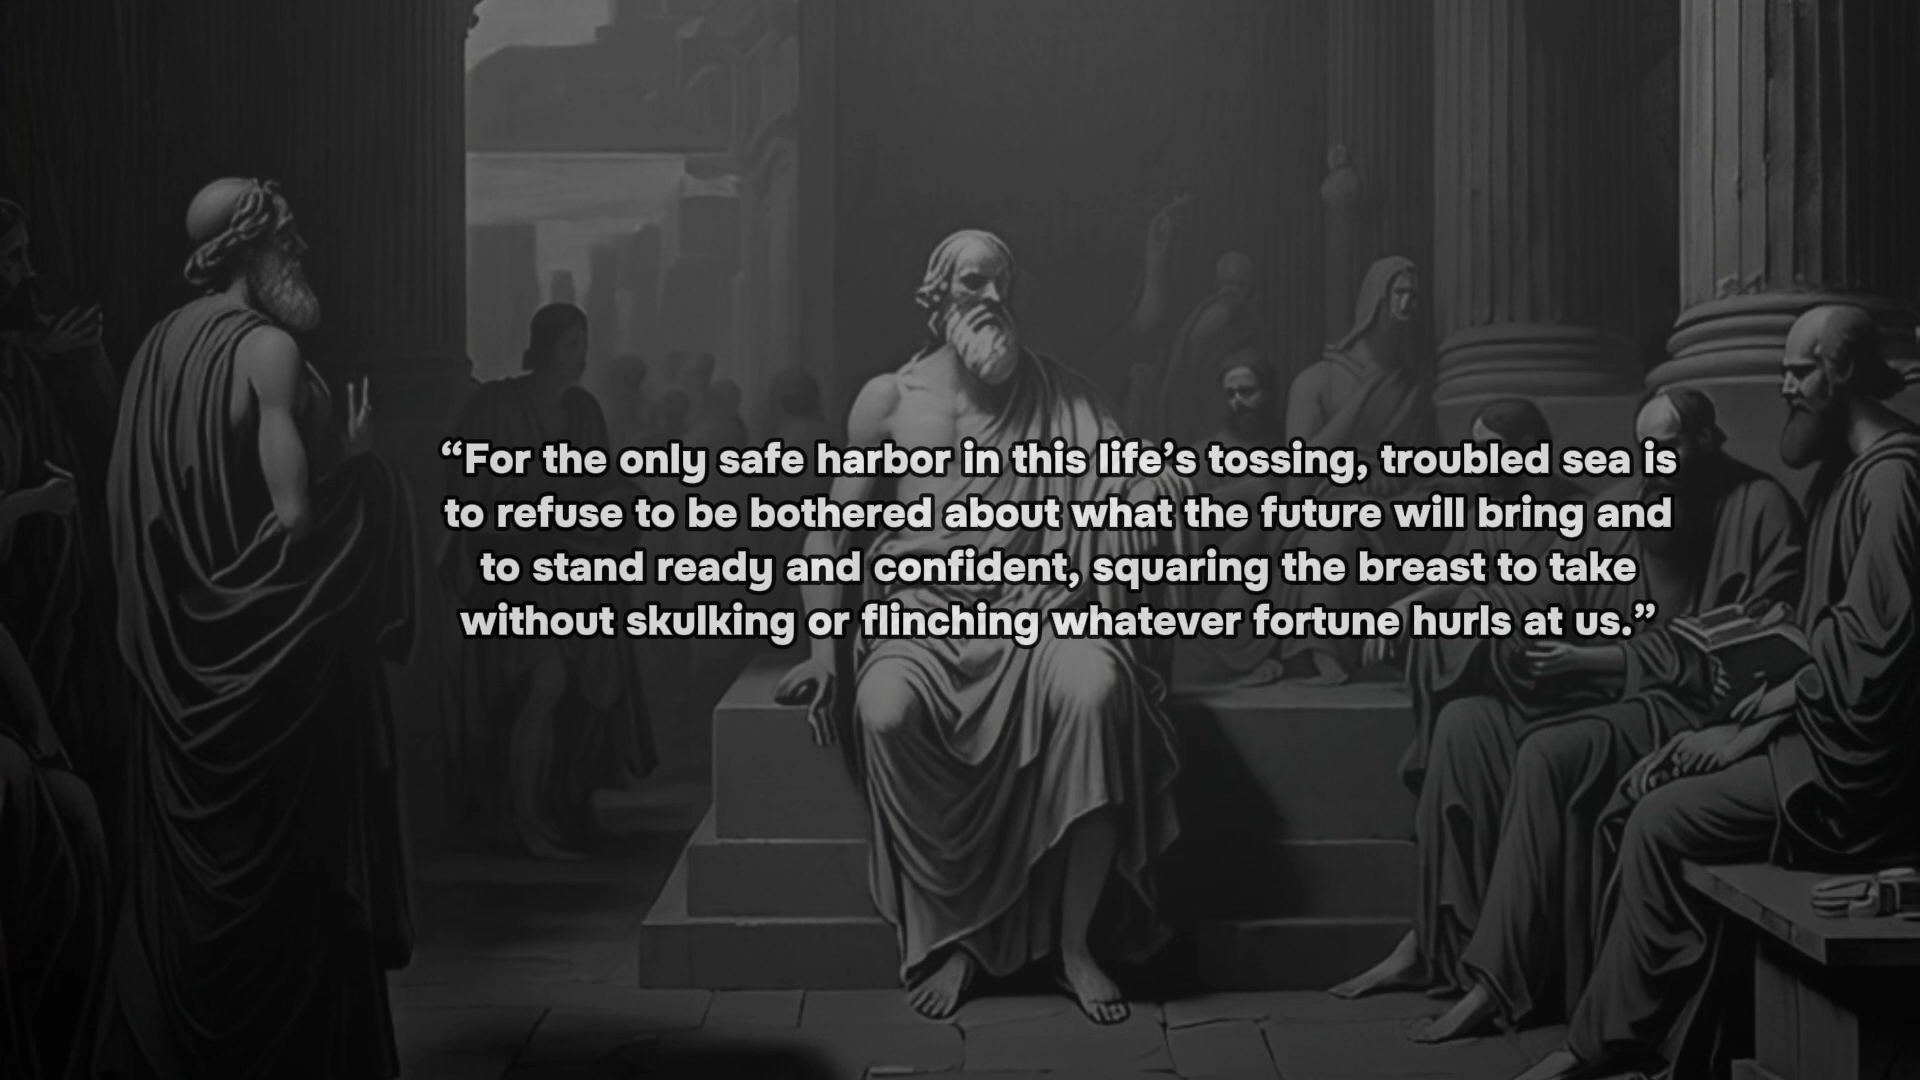 “For the only safe harbor in this life’s tossing, troubled sea is
to refuse to be bothered about what the future will bring and
to stand ready and confident, squaring the breast to take
without skulking or flinching whatever fortune hurls at us.”